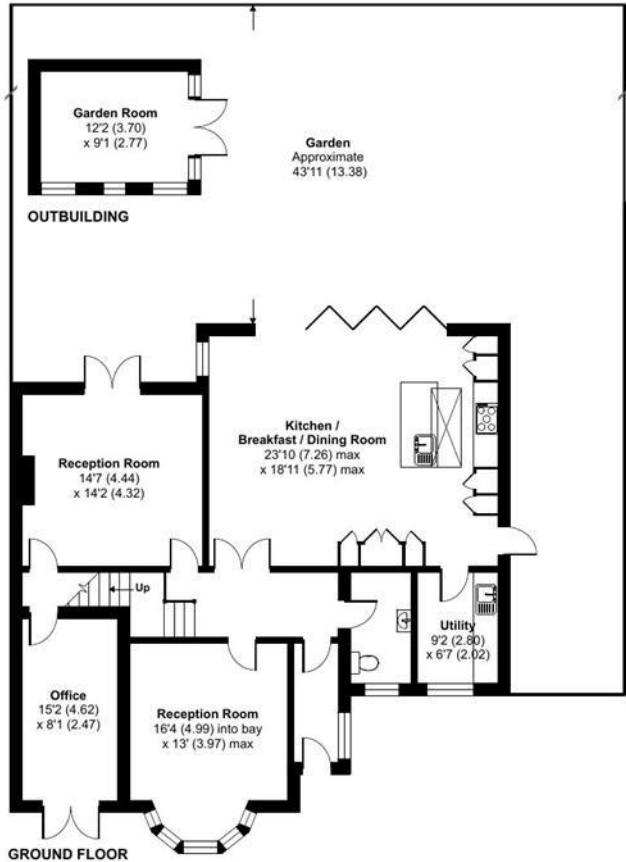 Garden Room
12'2 (3.70)
x 9'1 (2.77)
OUTBUILDING
Garden
Approximate
43'11 (13.38)
Kitchen /
Breakfast / Dining Room
23'10 (7.26) max
x 18'11 (5.77) max
Reception Room
14'7 (4.44)
x 14'2 (4.32)
Up
Utility
9'2 (2.80)
x 6'7 (2.02)
Office
15'2 (4.62)
x 8'1 (2.47)
Reception Room
16'4 (4.99) into bay
x 13' (3.97) max
GROUND FLOOR